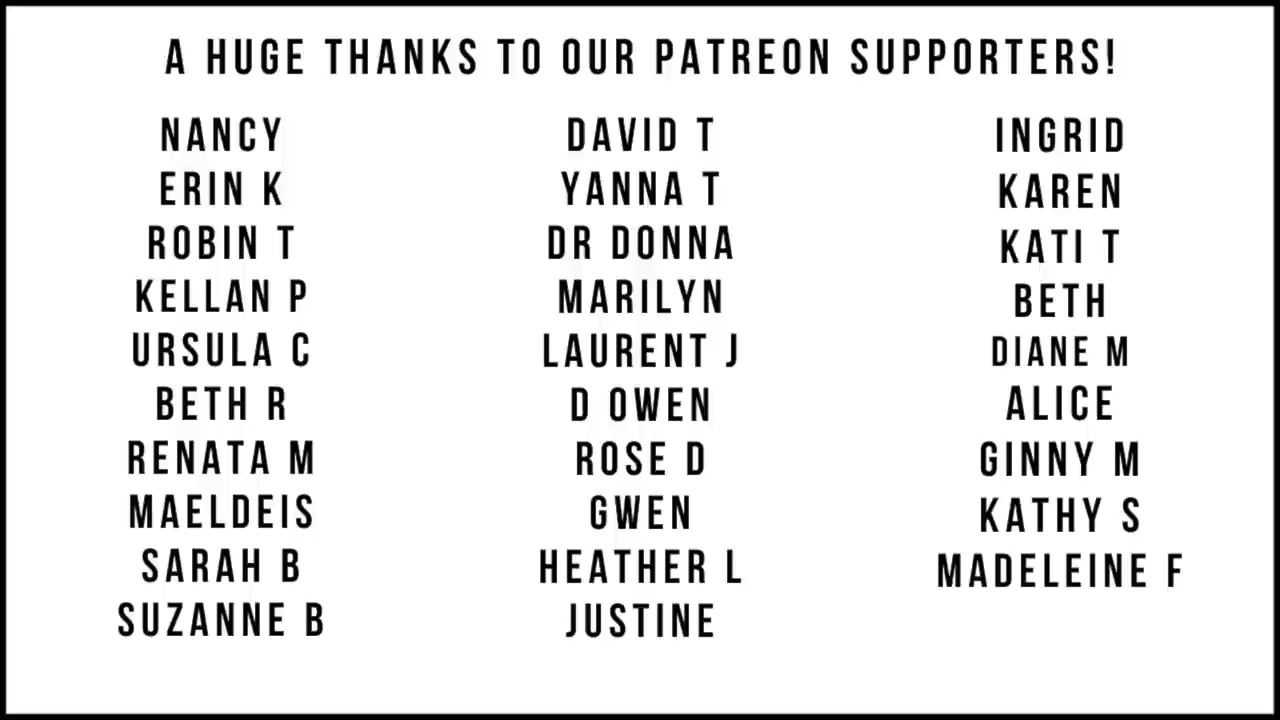 A HUGE THANKS TO OUR PATREON SUPPORTERS!
NANCY
ERIN K
ROBIN T
KELLAN P
URSULA C
BETH R
RENATA M
MAELDEIS
SARAH B
SUZANNE B
DAVID T
YANNA T
DR DONNA
MARILYN
LAURENT J
D OWEN
ROSE D
GWEN
HEATHER L
JUSTINE
INGRID
KAREN
KATI T
BETH
DIANE M
ALICE
GINNY M
KATHY S
MADELEINE F